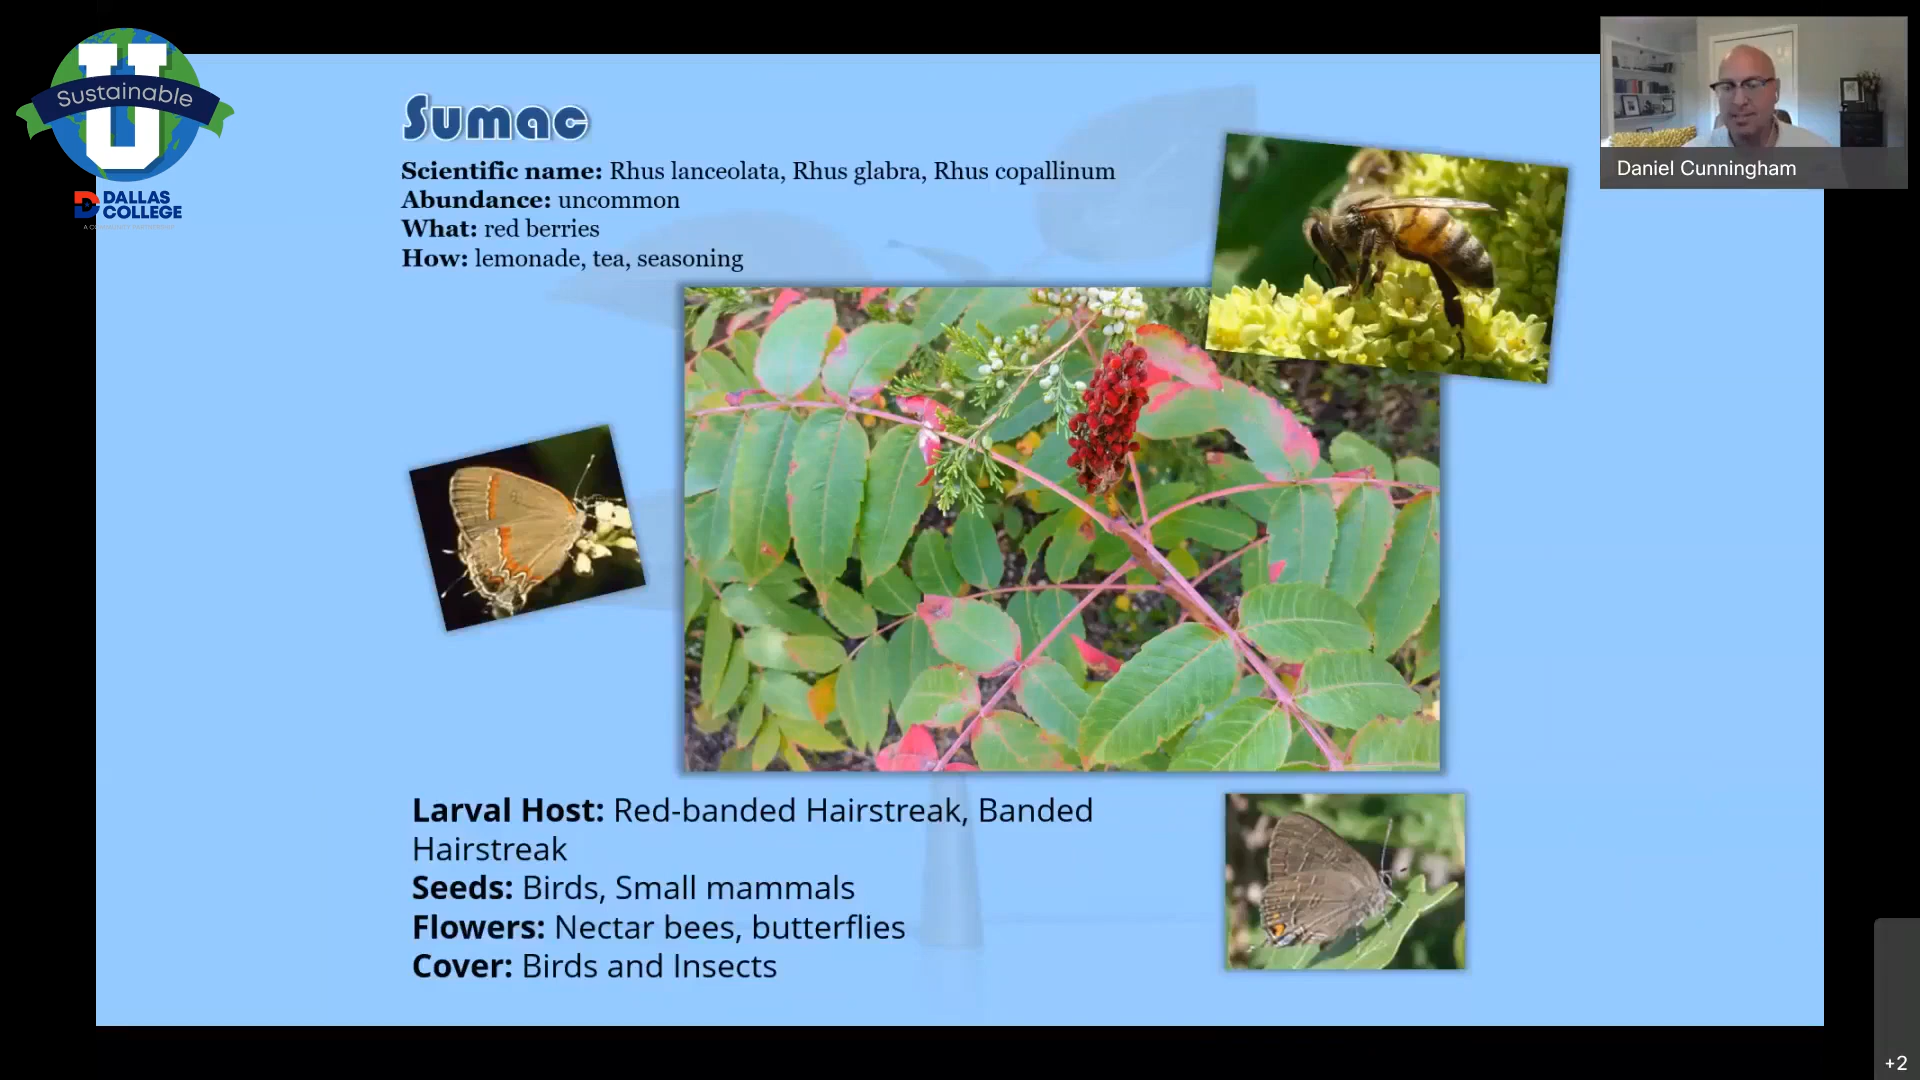 Sustainable
U
DALLAS
COLLEGE
Sumac
Scientific name: Rhus lanceolata, Rhus glabra, Rhus copallinum
Abundance: uncommon
What: red berries
How: lemonade, tea, seasoning
Daniel Cunningham
Larval Host: Red-banded Hairstreak, Banded
Hairstreak
Seeds: Birds, Small mammals
Flowers: Nectar bees, butterflies
Cover: Birds and Insects
+2